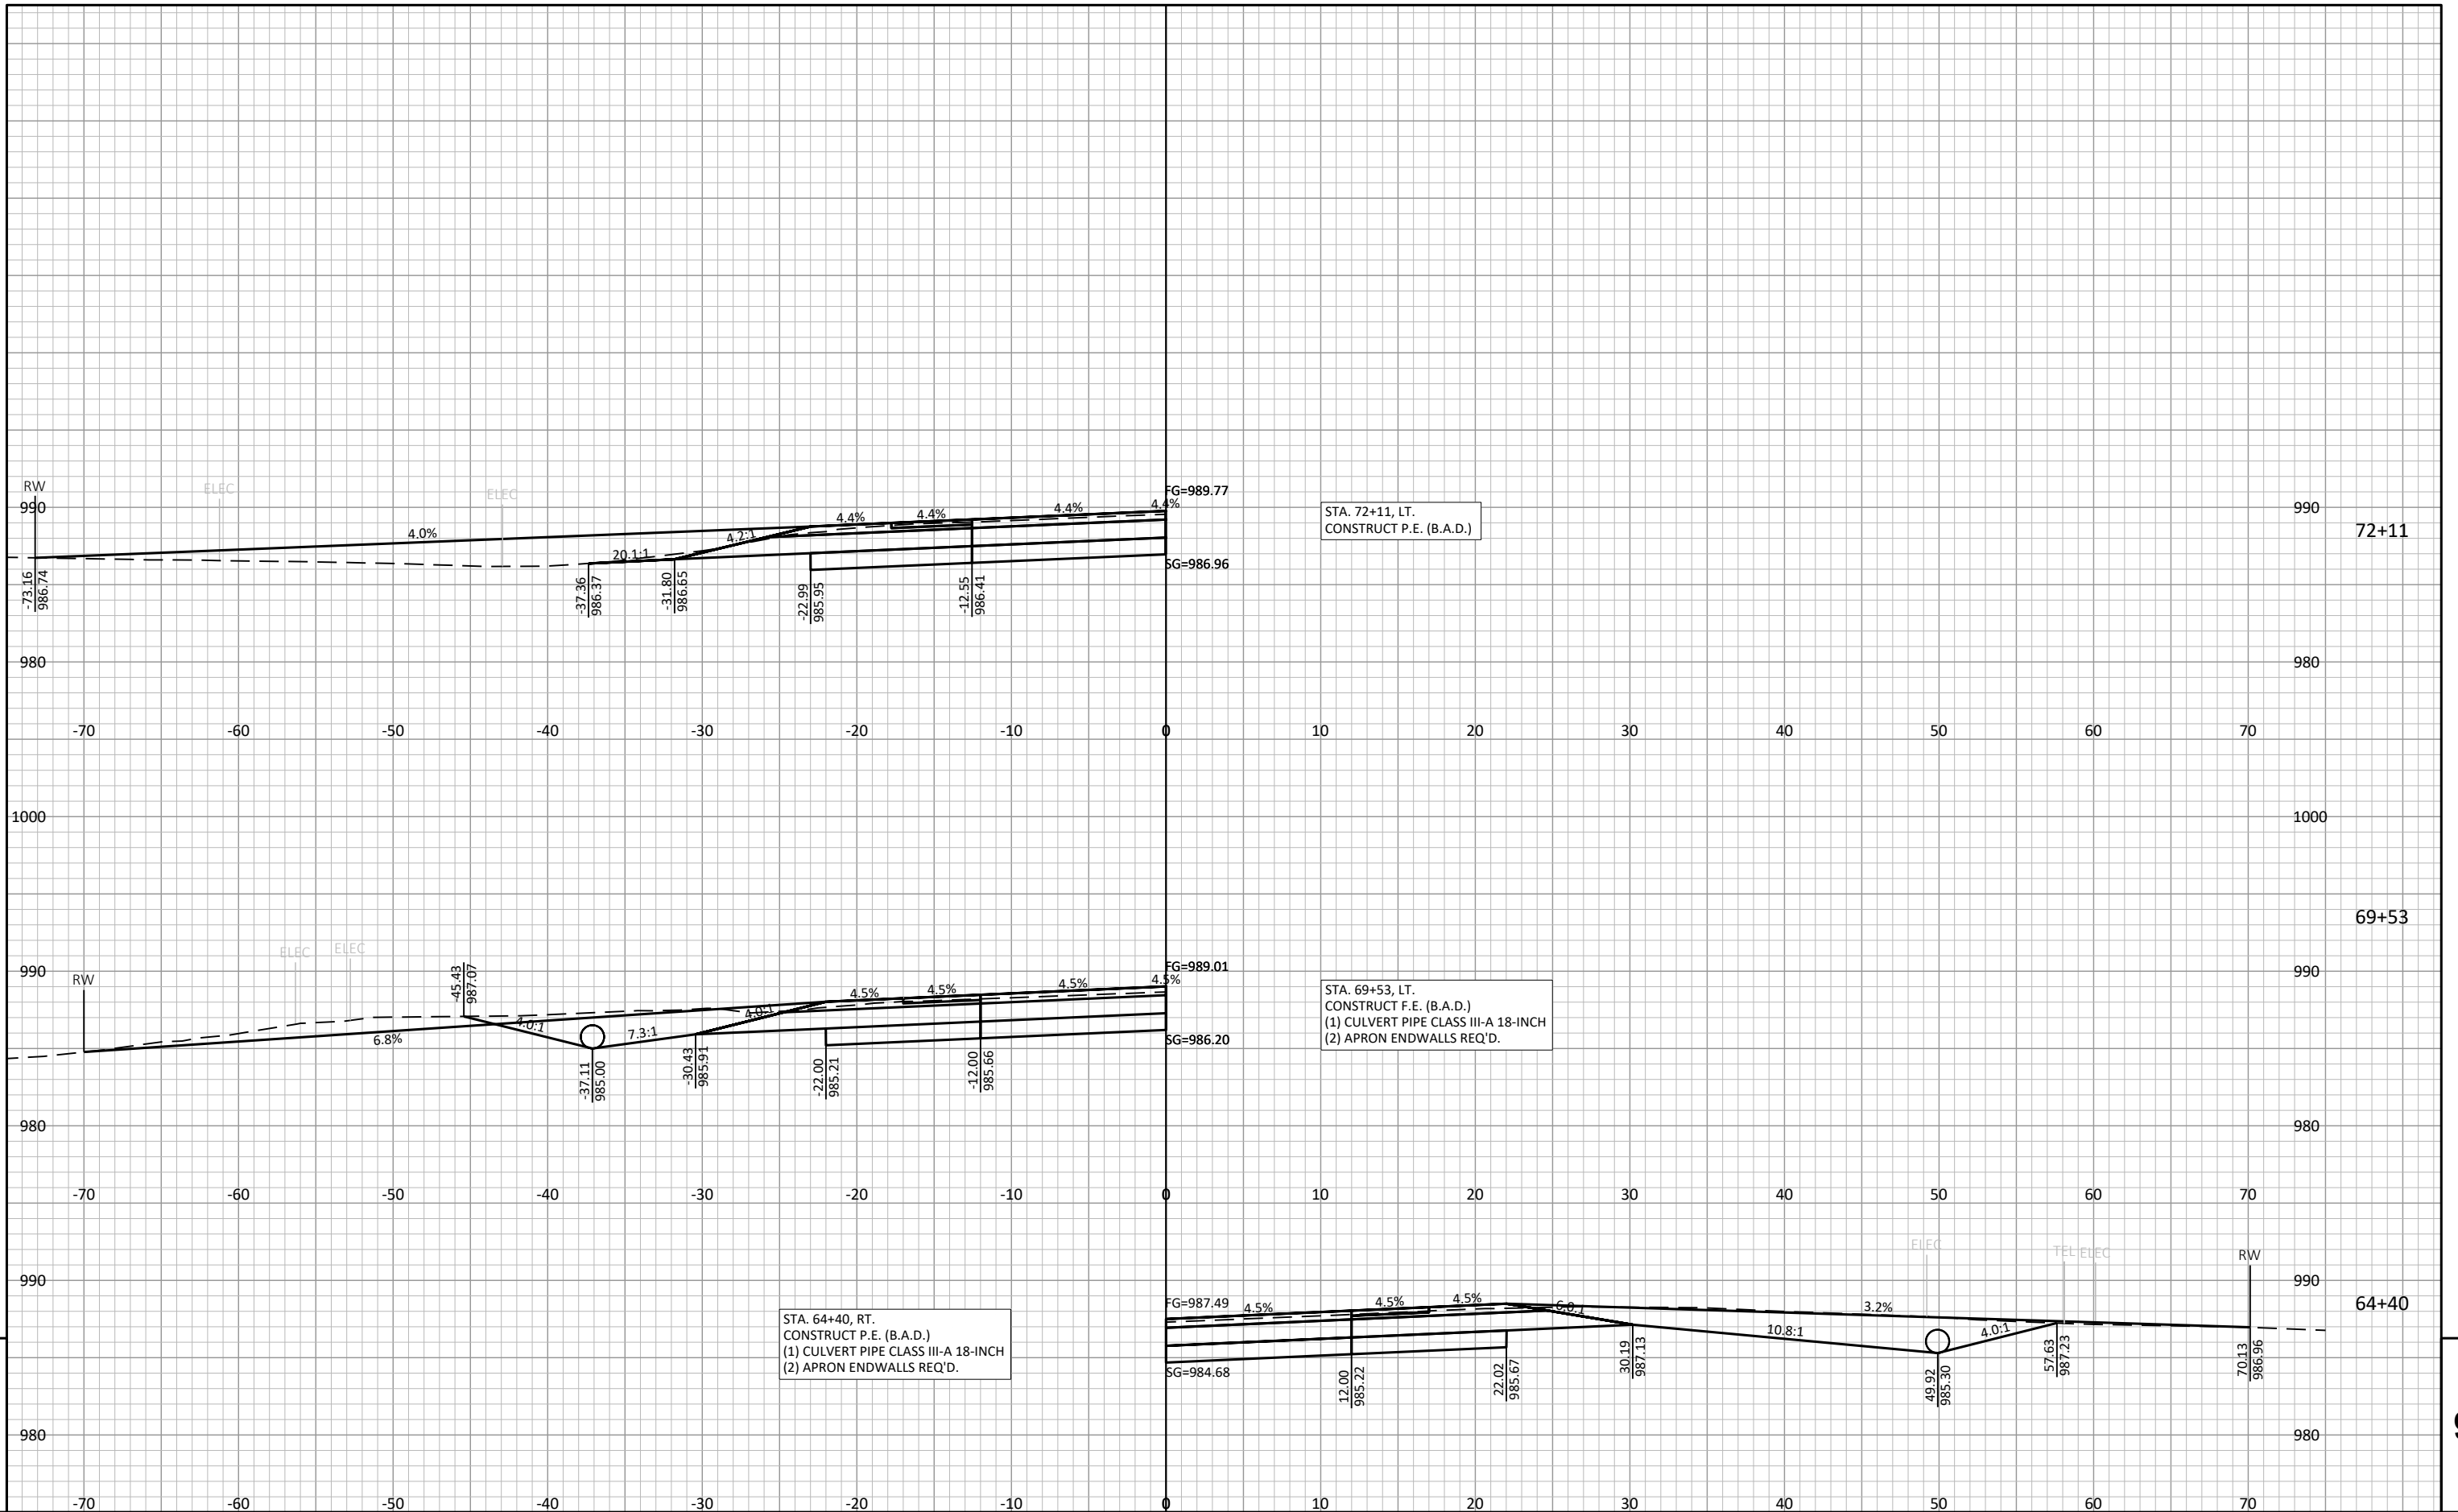 RW
ELEC
ELEC
990
4.0%
20.1:1
4.2:1
4.4%
4.4%
4.4%
4.4%
FG=989.77
SG=986.96
STA. 72+11, LT.
CONSTRUCT P.E. (B.A.D.)
990
72+11
-73.16
986.74
-37.36
986.37
-31.80
986.65
-22.99
985.95
-12.55
986.41
980
980
-70 -60 -50 -40 -30 -20 -10 0 10 20 30 40 50 60 70
1000
1000
69+53
RW
ELEC
ELEC
990
-45.43
987.07
6.8%
4.0:1
7.3:1
4.0:1
4.5%
4.5%
4.5%
4.5%
FG=989.01
SG=986.20
STA. 69+53, LT.
CONSTRUCT F.E. (B.A.D.)
(1) CULVERT PIPE CLASS III-A 18-INCH
(2) APRON ENDWALLS REQ'D.
990
-37.11
985.00
-30.43
985.91
-22.00
985.21
-12.00
985.66
980
980
-70 -60 -50 -40 -30 -20 -10 0 10 20 30 40 50 60 70
990
STA. 64+40, RT.
CONSTRUCT P.E. (B.A.D.)
(1) CULVERT PIPE CLASS III-A 18-INCH
(2) APRON ENDWALLS REQ'D.
FG=987.49
SG=984.68
4.5%
4.5%
4.5%
6.0:1
10.8:1
3.2%
4.0:1
ELEC
TEL
ELEC
RW
990
64+40
12.00
985.22
22.02
985.67
30.19
987.13
49.92
985.30
57.63
987.23
70.13
986.96
980
980
-70 -60 -50 -40 -30 -20 -10 0 10 20 30 40 50 60 70